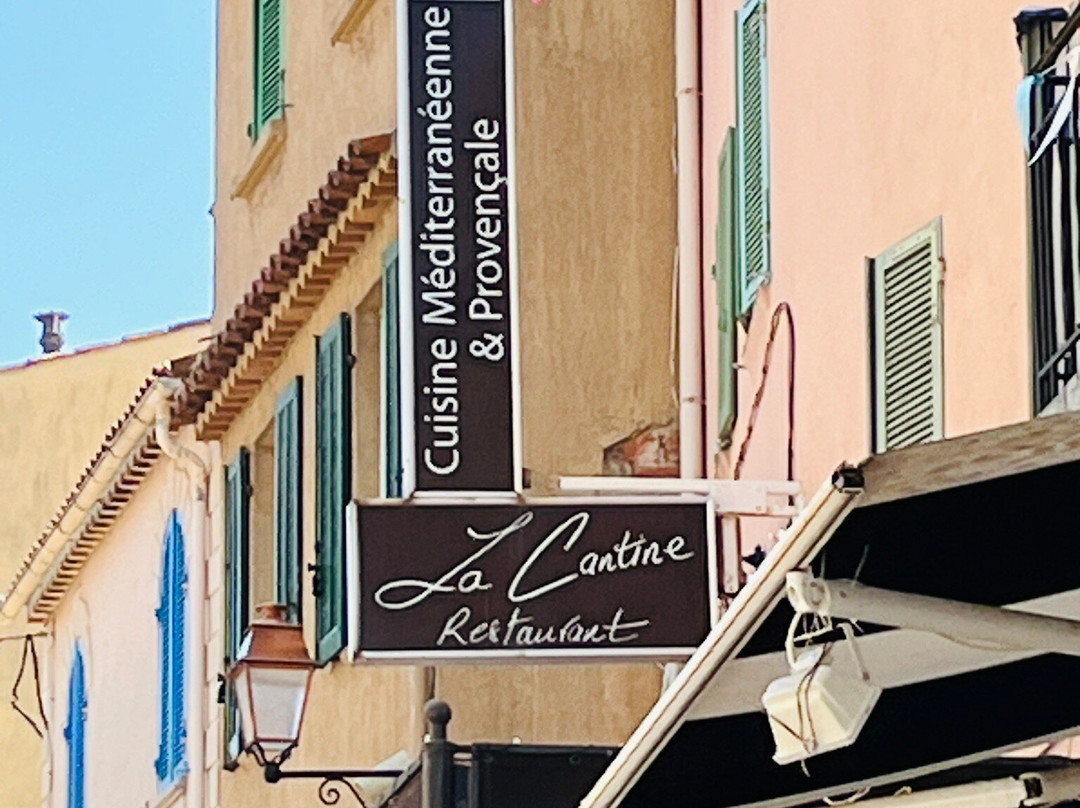 Cuisine Méditerranéenne
& Provençale
La Cantine
Restaurant